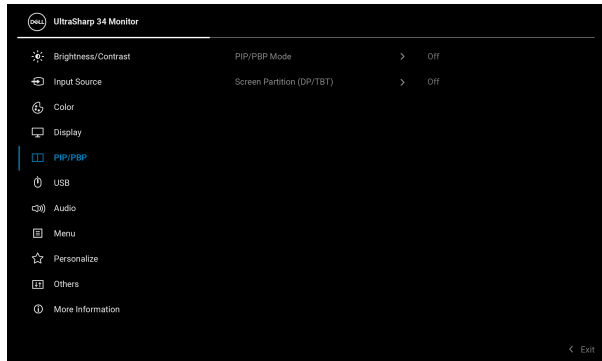 DELL UltraSharp 34 Monitor
Brightness/Contrast PIP/PBP Mode > Off
Input Source Screen Partition (DP/TBT) > Off
Color
Display
PIP/PBP
USB
Audio
Menu
Personalize
Others
More Information
< Exit